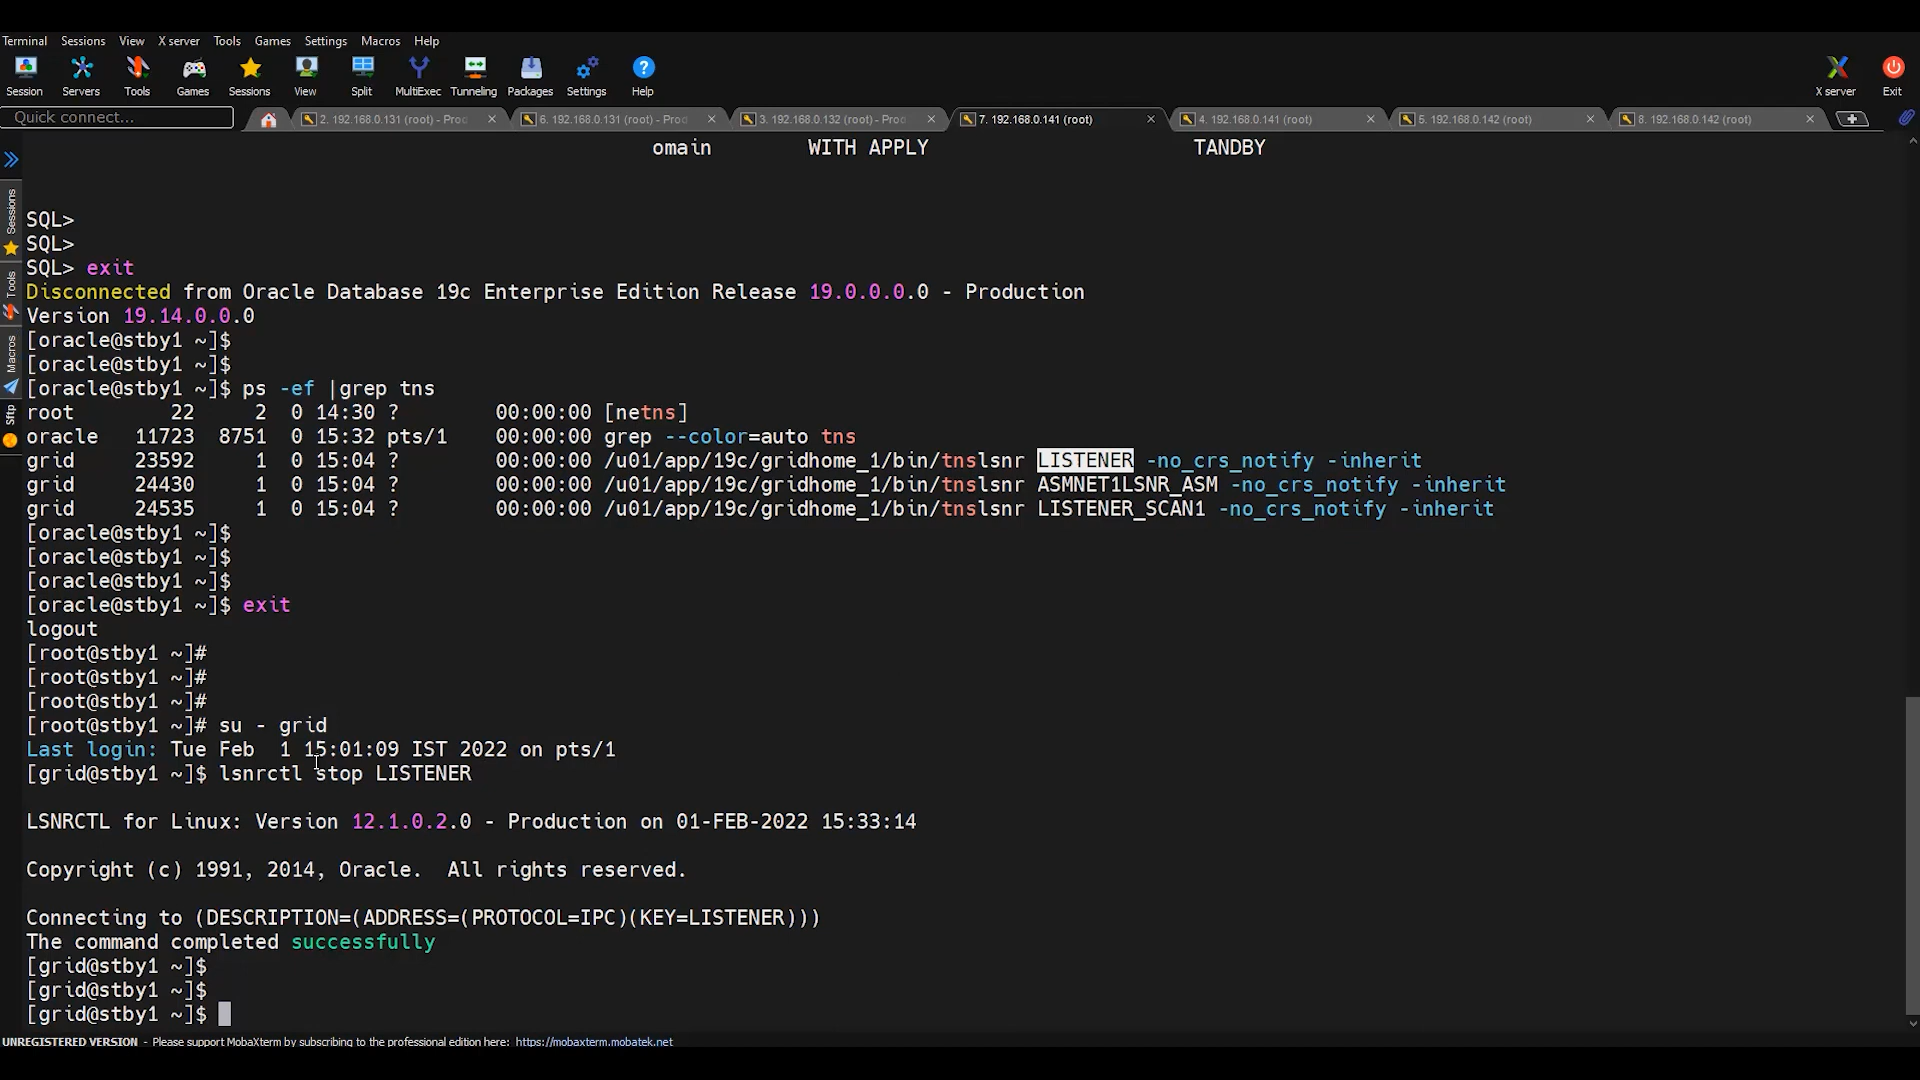 Terminal Sessions View X server Tools Games Settings Macros Help
Session Servers Tools Games Sessions View Split MultiExec Tunneling Packages Settings Help X server Exit
Quick connect... 2. 192.168.0.131 (root) - Prod 6. 192.168.0.131 (root) - Prod 3. 192.168.0.132 (root) - Prod 7. 192.168.0.141 (root) 4. 192.168.0.141 (root) 5. 192.168.0.142 (root) 8. 192.168.0.142 (root)
Sessions
Tools
Macros
Sftp
omain WITH APPLY TANDBY
SQL>
SQL>
SQL> exit
Disconnected from Oracle Database 19c Enterprise Edition Release 19.0.0.0.0 - Production
Version 19.14.0.0.0
[oracle@stby1 ~]$
[oracle@stby1 ~]$
[oracle@stby1 ~]$ ps -ef |grep tns
root 22 2 0 14:30 ? 00:00:00 [netns]
oracle 11723 8751 0 15:32 pts/1 00:00:00 grep --color=auto tns
grid 23592 1 0 15:04 ? 00:00:00 /u01/app/19c/gridhome_1/bin/tnslsnr LISTENER -no_crs_notify -inherit
grid 24430 1 0 15:04 ? 00:00:00 /u01/app/19c/gridhome_1/bin/tnslsnr ASMNET1LSNR_ASM -no_crs_notify -inherit
grid 24535 1 0 15:04 ? 00:00:00 /u01/app/19c/gridhome_1/bin/tnslsnr LISTENER_SCAN1 -no_crs_notify -inherit
[oracle@stby1 ~]$
[oracle@stby1 ~]$
[oracle@stby1 ~]$
[oracle@stby1 ~]$ exit
logout
[root@stby1 ~]#
[root@stby1 ~]#
[root@stby1 ~]#
[root@stby1 ~]# su - grid
Last login: Tue Feb  1 15:01:09 IST 2022 on pts/1
[grid@stby1 ~]$ lsnrctl stop LISTENER
LSNRCTL for Linux: Version 12.1.0.2.0 - Production on 01-FEB-2022 15:33:14
Copyright (c) 1991, 2014, Oracle.  All rights reserved.
Connecting to (DESCRIPTION=(ADDRESS=(PROTOCOL=IPC)(KEY=LISTENER)))
The command completed successfully
[grid@stby1 ~]$
[grid@stby1 ~]$
[grid@stby1 ~]$
UNREGISTERED VERSION - Please support MobaXterm by subscribing to the professional edition here: https://mobaxterm.mobatek.net